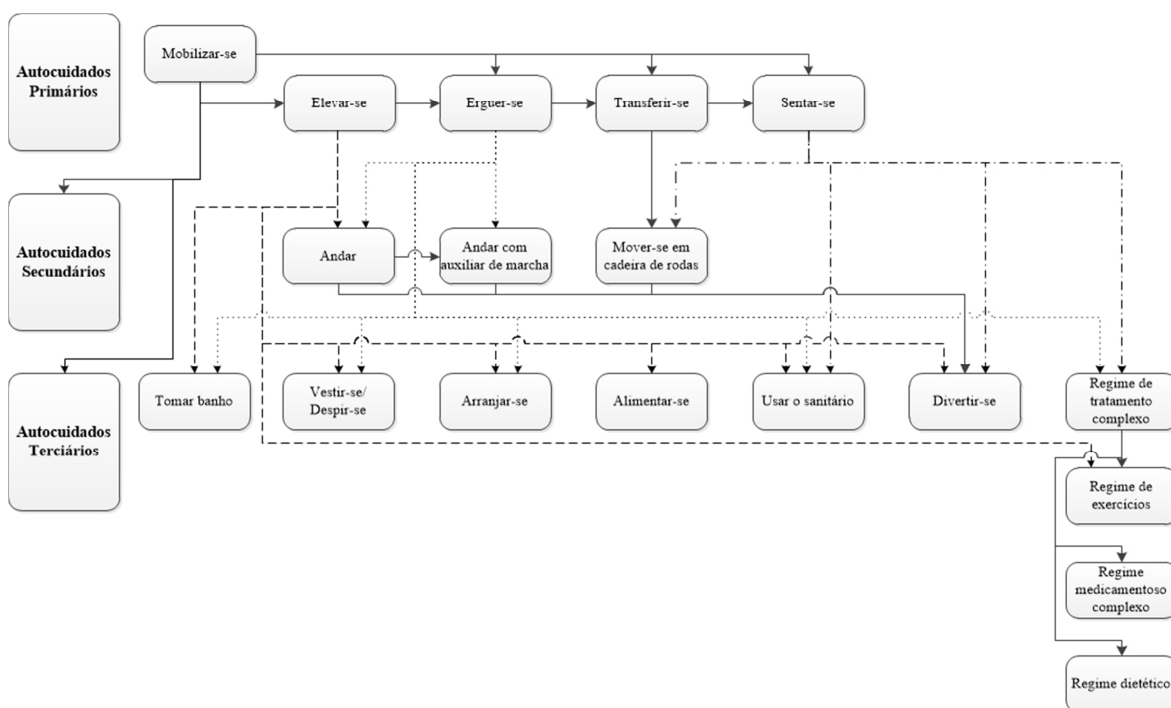 Autocuidados
Primários
Mobilizar-se
Elevar-se
Erguer-se
Transferir-se
Sentar-se
Autocuidados
Secundários
Andar
Andar com
auxiliar de marcha
Mover-se em
cadeira de rodas
Autocuidados
Terciários
Tomar banho
Vestir-se/
Despir-se
Arranjar-se
Alimentar-se
Usar o sanitário
Divertir-se
Regime de
tratamento
complexo
Regime de
exercícios
Regime
medicamentoso
complexo
Regime dietético